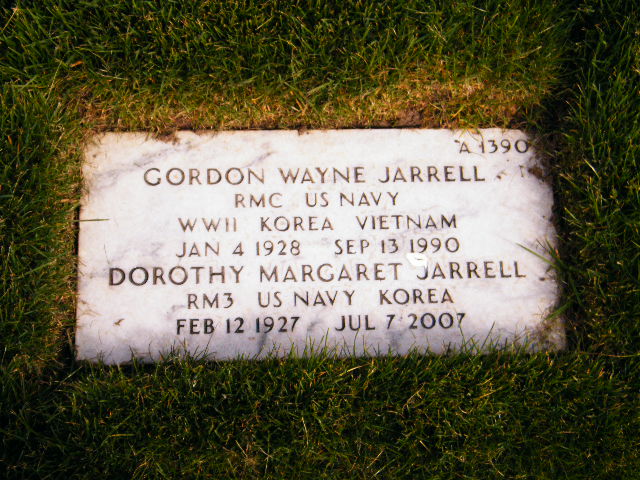 A 1390
GORDON WAYNE JARRELL
RMC US NAVY
WWII KOREA VIETNAM
JAN 4 1928 SEP 13 1990
DOROTHY MARGARET JARRELL
RM3 US NAVY KOREA
FEB 12 1927 JUL 7 2007